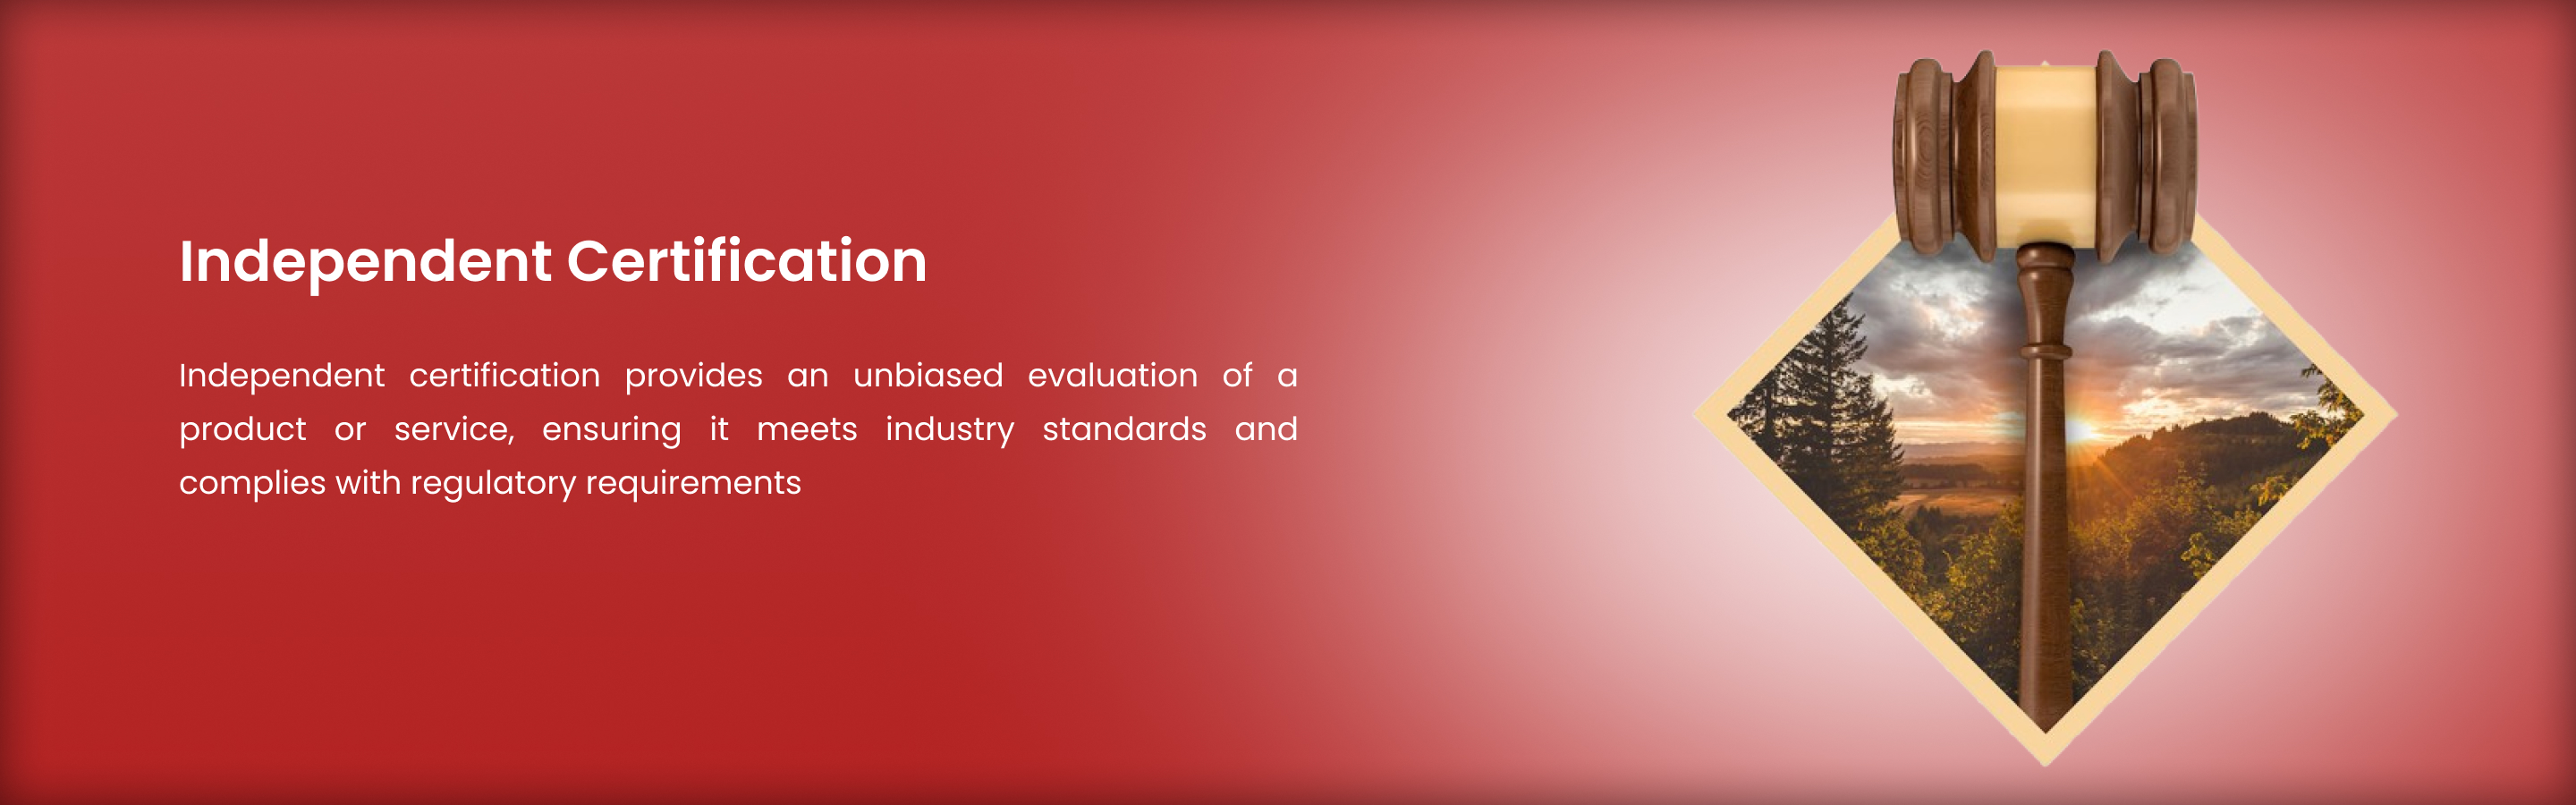 Independent Certification
Independent certification provides an unbiased evaluation of a
product or service, ensuring it meets industry standards and
complies with regulatory requirements